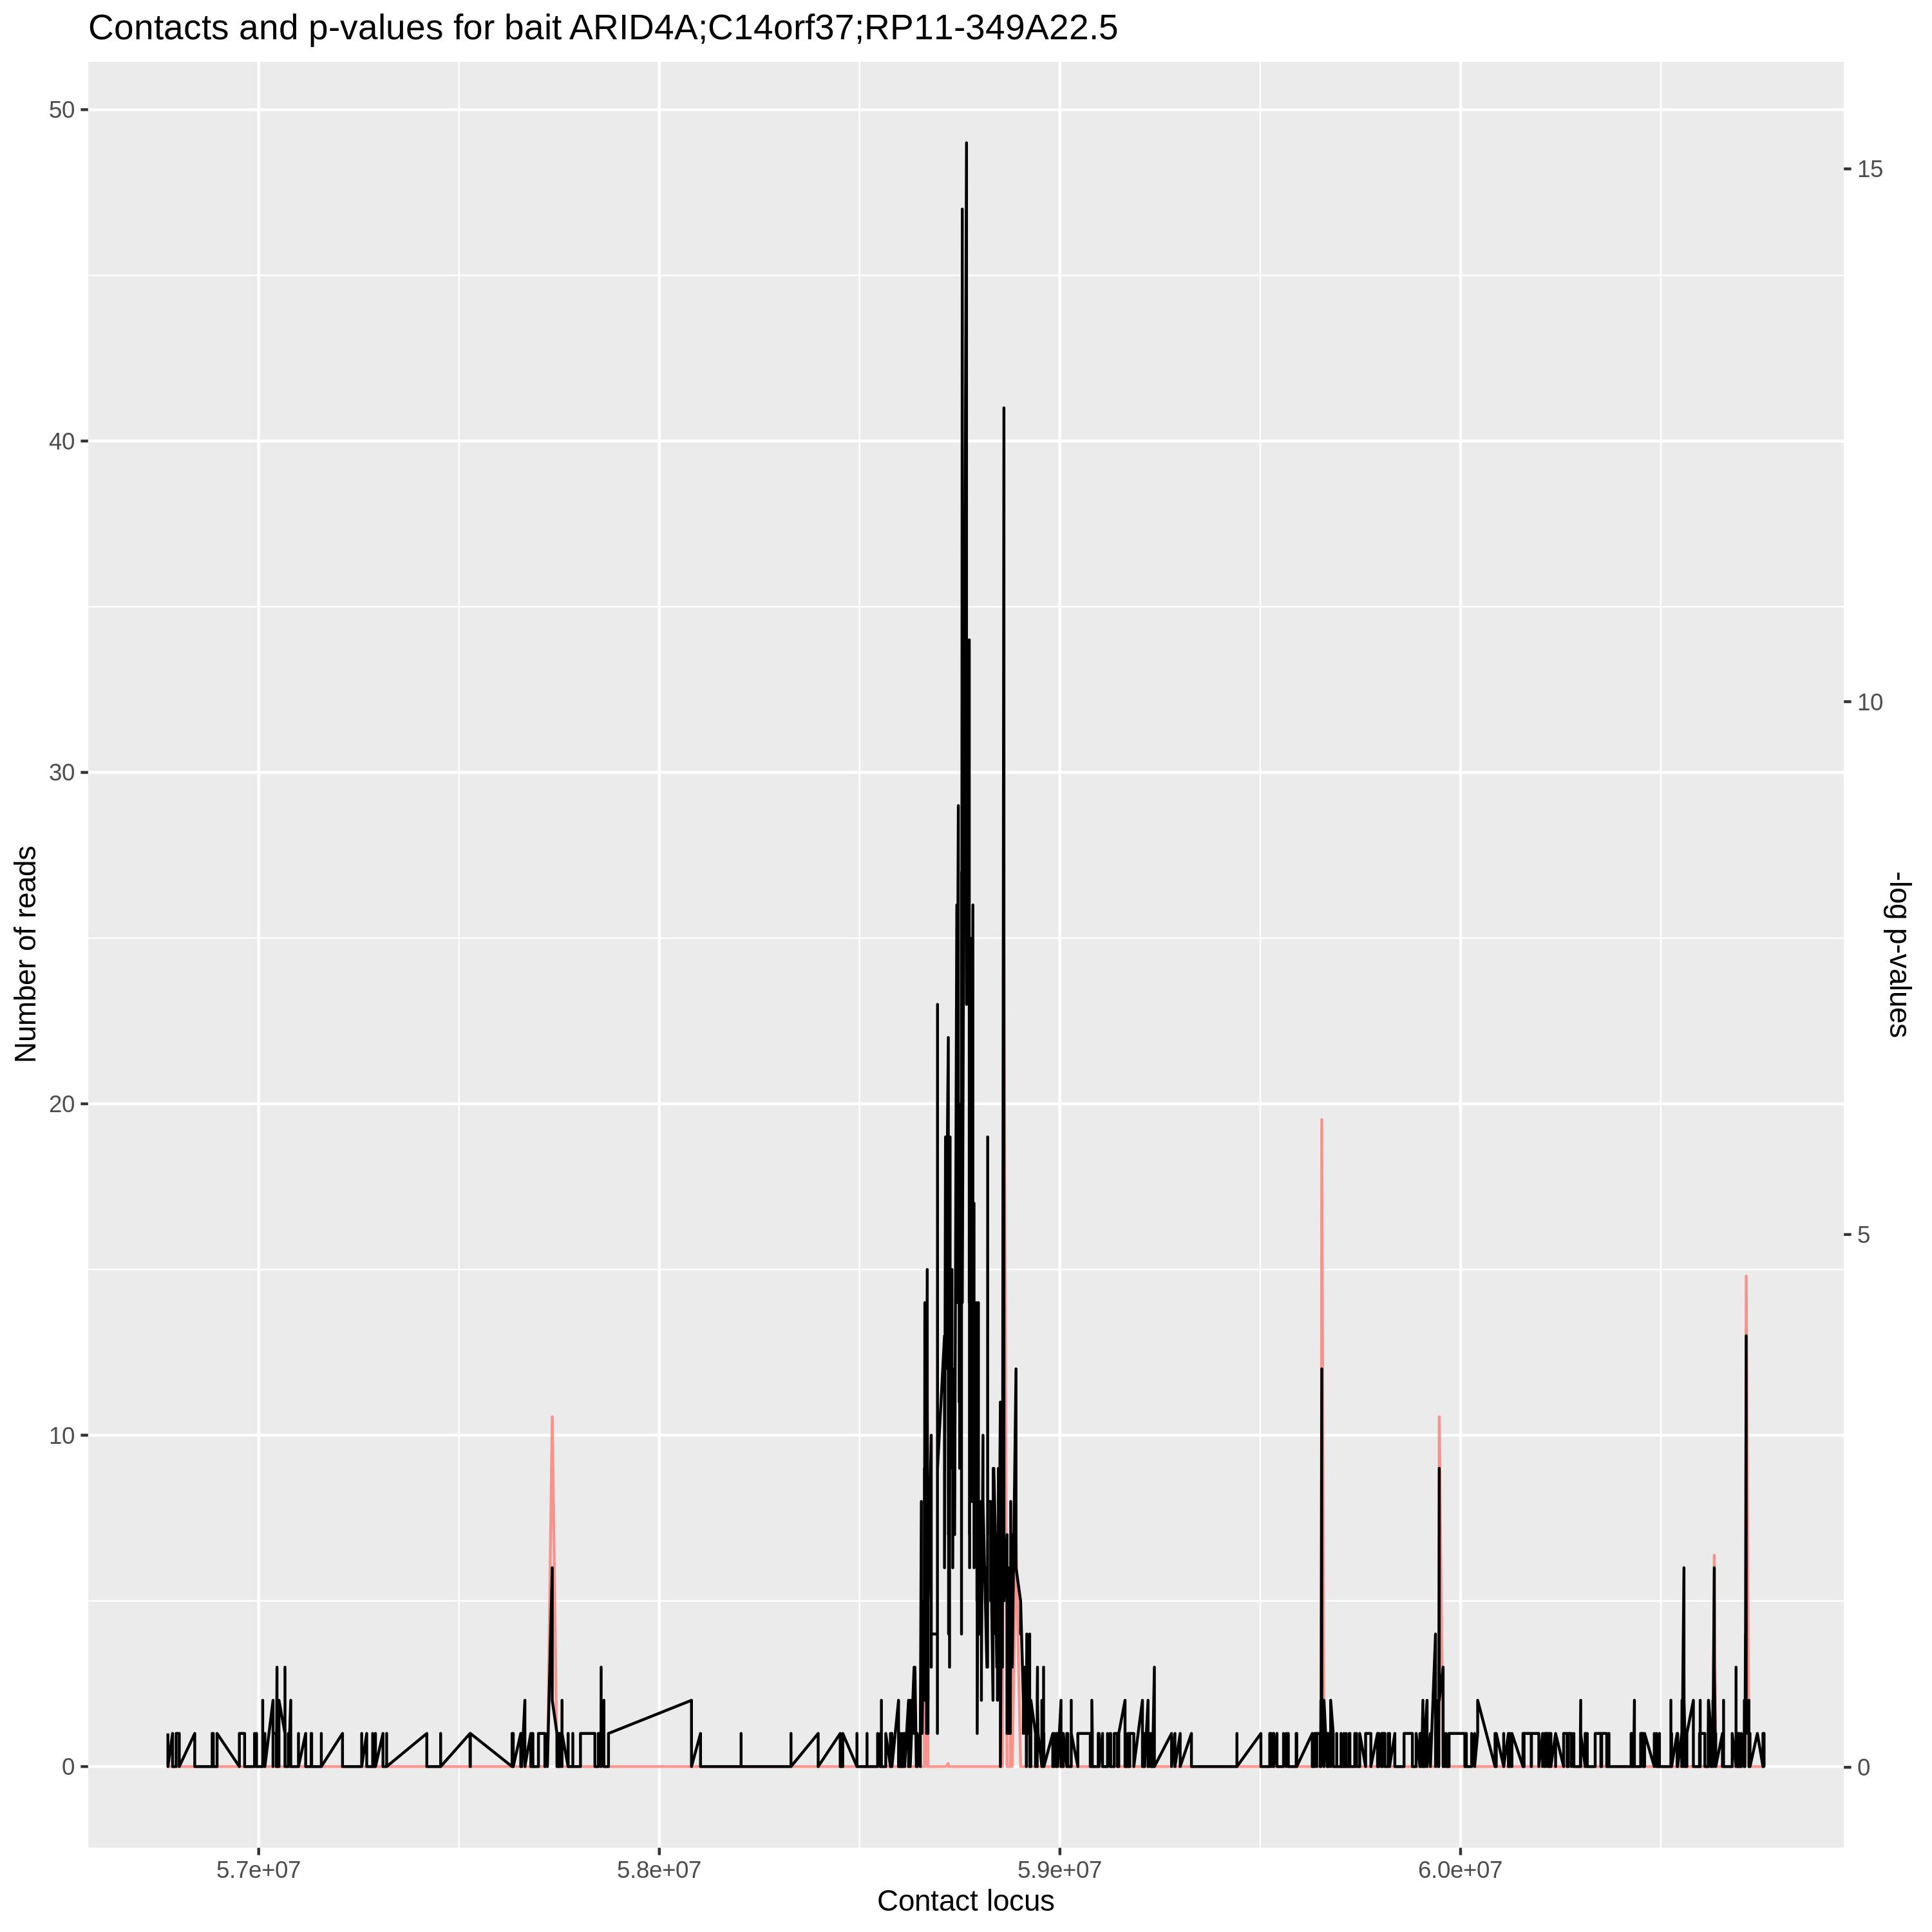 Contacts and p-values for bait ARID4A;C14orf37;RP11-349A22.5
50
40
30
20
10
0
Number of reads
15
10
5
0
-log p-values
5.7e+07
5.8e+07
5.9e+07
6.0e+07
Contact locus